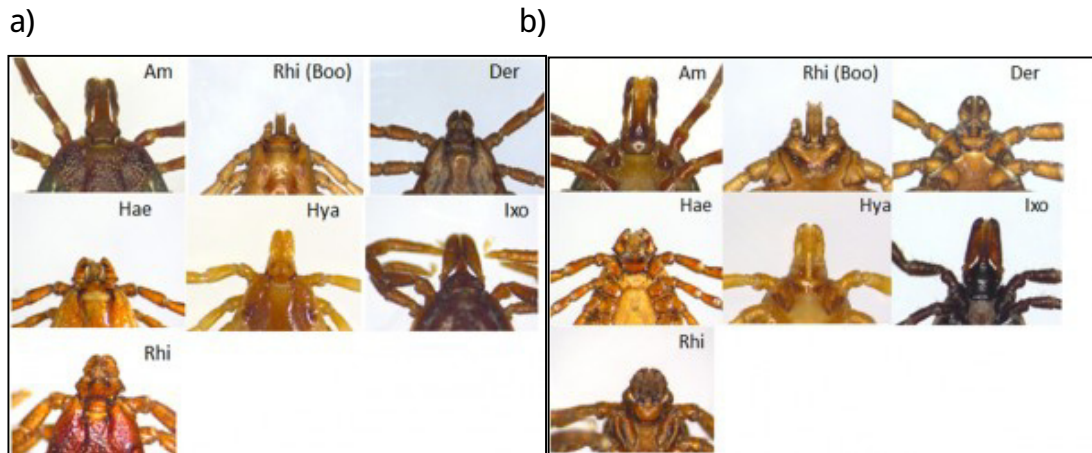 a) b)
Am Rhi (Boo) Der
Hae Hya Ixo
Rhi
Am Rhi (Boo) Der
Hae Hya Ixo
Rhi